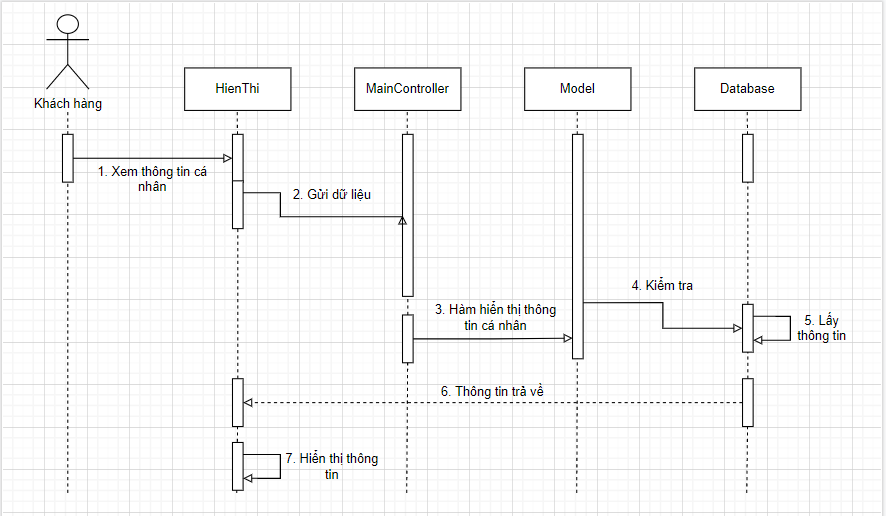 Khách hàng
HienThi
MainController
Model
Database
1. Xem thông tin cá
nhân
2. Gửi dữ liệu
4. Kiểm tra
3. Hàm hiển thị thông
tin cá nhân
5. Lấy
thông tin
6. Thông tin trả về
7. Hiển thị thông
tin